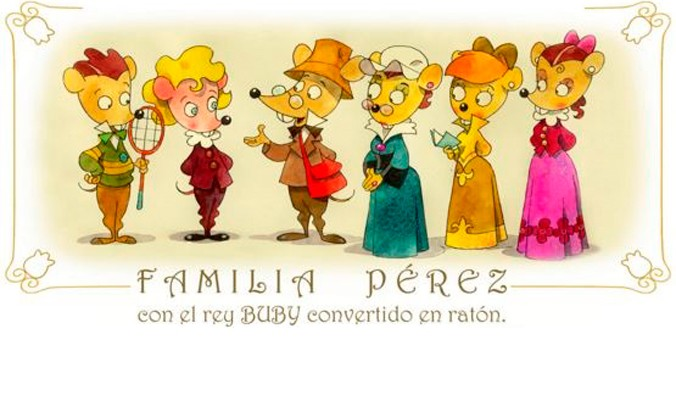 FAMILIA PÉREZ
con el rey BUBY convertido en ratón.